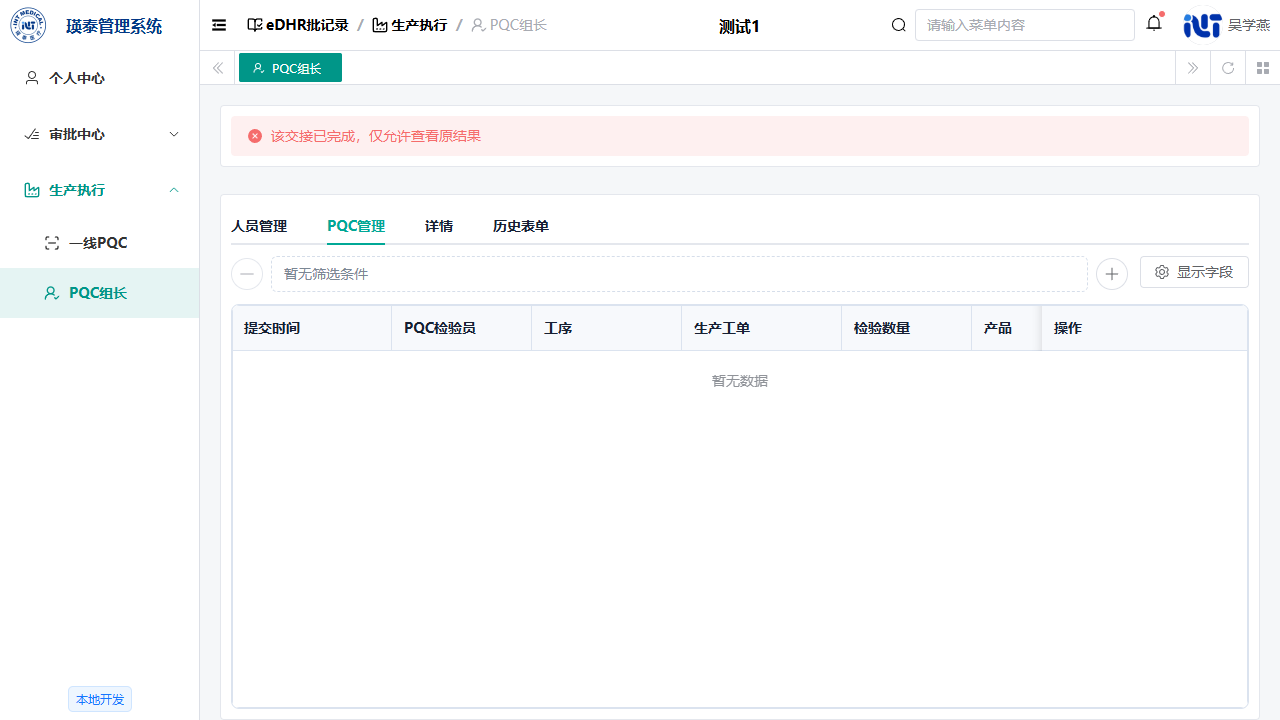 瑛泰管理系统
eDHR批记录 / 生产执行 / PQC组长
测试1
请输入菜单内容
吴学燕
个人中心
审批中心
生产执行
一线PQC
PQC组长
本地开发
PQC组长
该交接已完成，仅允许查看原结果
人员管理 PQC管理 详情 历史表单
暂无筛选条件
显示字段
提交时间 PQC检验员 工序 生产工单 检验数量 产品 操作
暂无数据